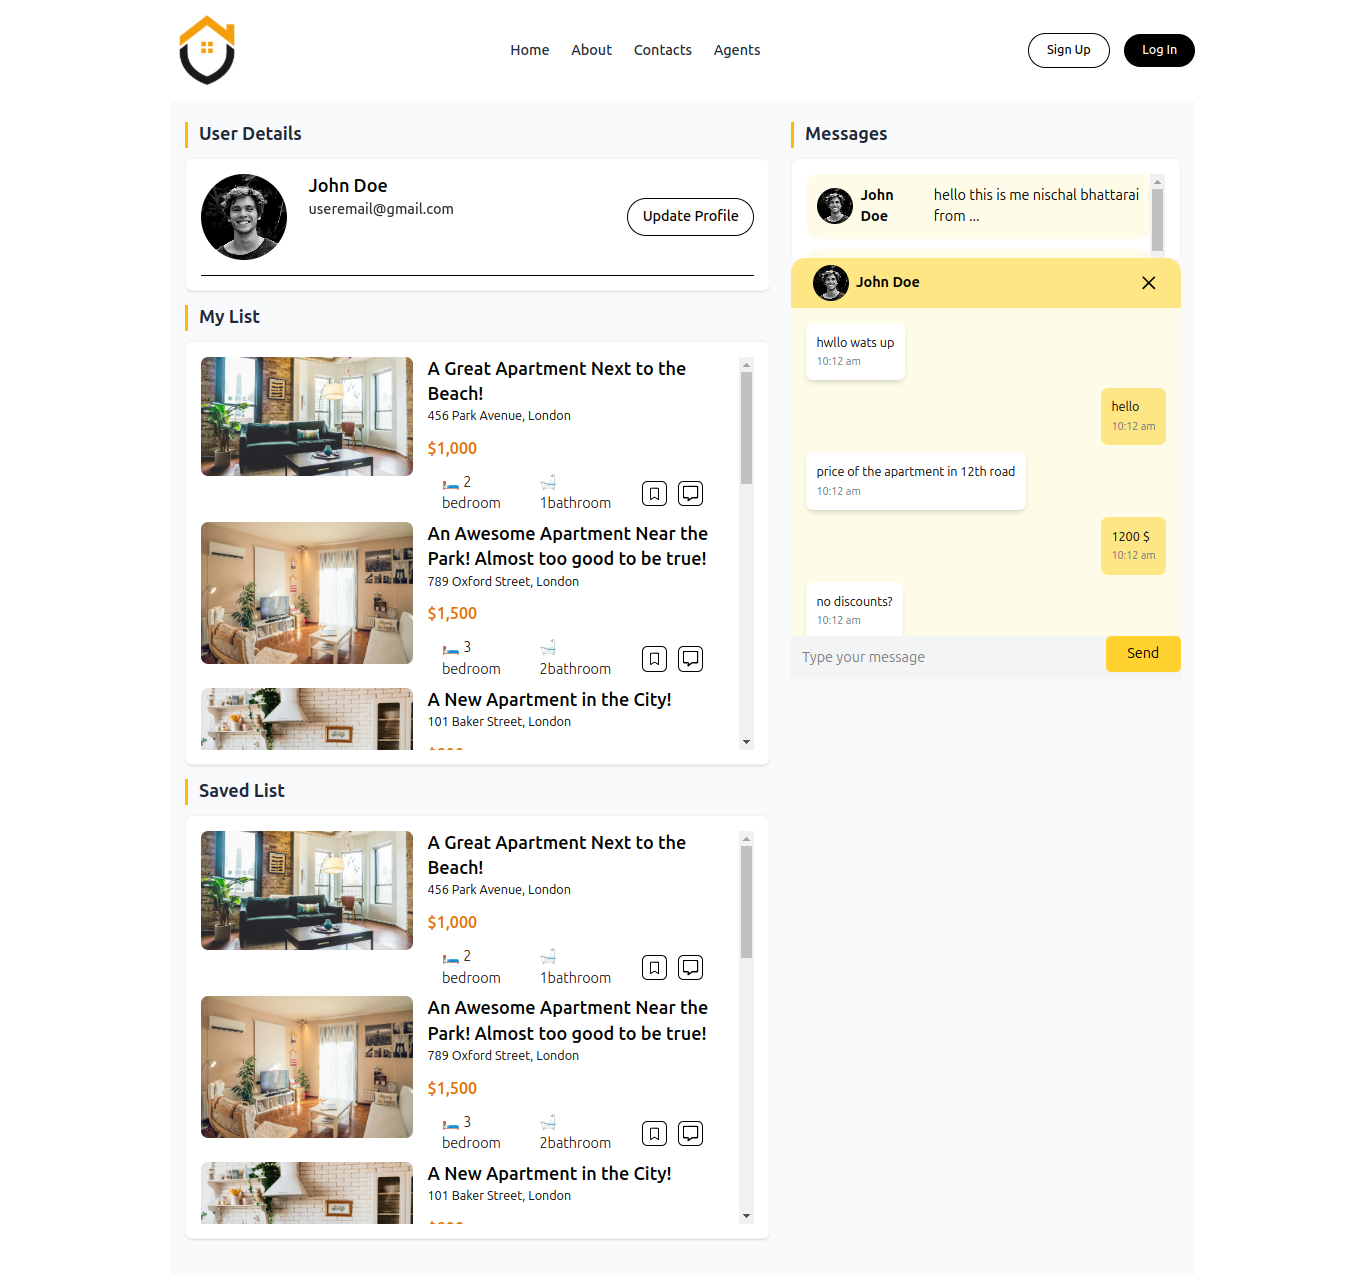 Home About Contacts Agents Sign Up Log In
User Details
John Doe
useremail@gmail.com
Update Profile
My List
A Great Apartment Next to the
Beach!
456 Park Avenue, London
$1,000
2
bedroom
1bathroom
An Awesome Apartment Near the
Park! Almost too good to be true!
789 Oxford Street, London
$1,500
3
bedroom
2bathroom
A New Apartment in the City!
101 Baker Street, London
Saved List
A Great Apartment Next to the
Beach!
456 Park Avenue, London
$1,000
2
bedroom
1bathroom
An Awesome Apartment Near the
Park! Almost too good to be true!
789 Oxford Street, London
$1,500
3
bedroom
2bathroom
A New Apartment in the City!
101 Baker Street, London
Messages
John
Doe
hello this is me nischal bhattarai
from ...
John Doe
hwllo wats up
10:12 am
hello
10:12 am
price of the apartment in 12th road
10:12 am
1200 $
10:12 am
no discounts?
10:12 am
Type your message
Send